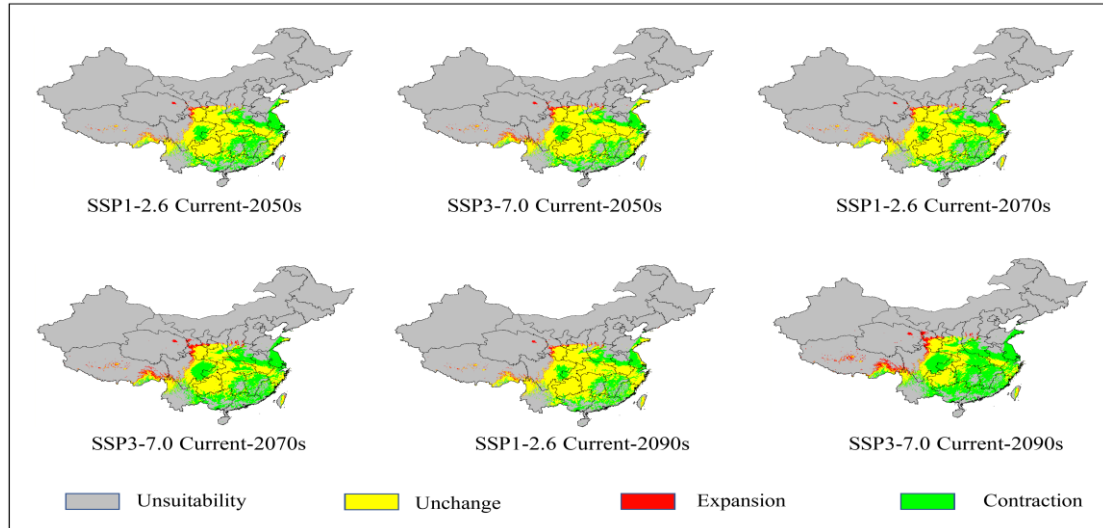 SSP1-2.6 Current-2050s
SSP3-7.0 Current-2050s
SSP1-2.6 Current-2070s
SSP3-7.0 Current-2070s
SSP1-2.6 Current-2090s
SSP3-7.0 Current-2090s
Unsuitability
Unchange
Expansion
Contraction